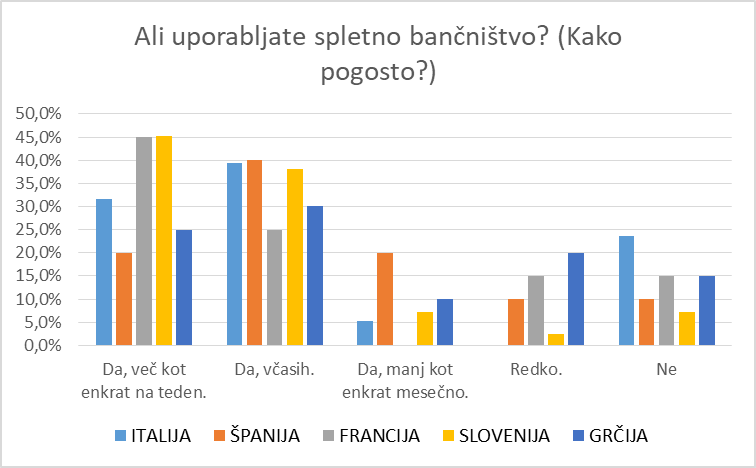 Ali uporabljate spletno bančništvo? (Kako
pogosto?)
50,0%
45,0%
40,0%
35,0%
30,0%
25,0%
20,0%
15,0%
10,0%
5,0%
0,0%
Da, več kot
enkrat na teden.
Da, včasih.
Da, manj kot
enkrat mesečno.
Redko.
Ne
ITALIJA ŠPANIJA FRANCIJA SLOVENIJA GRČIJA